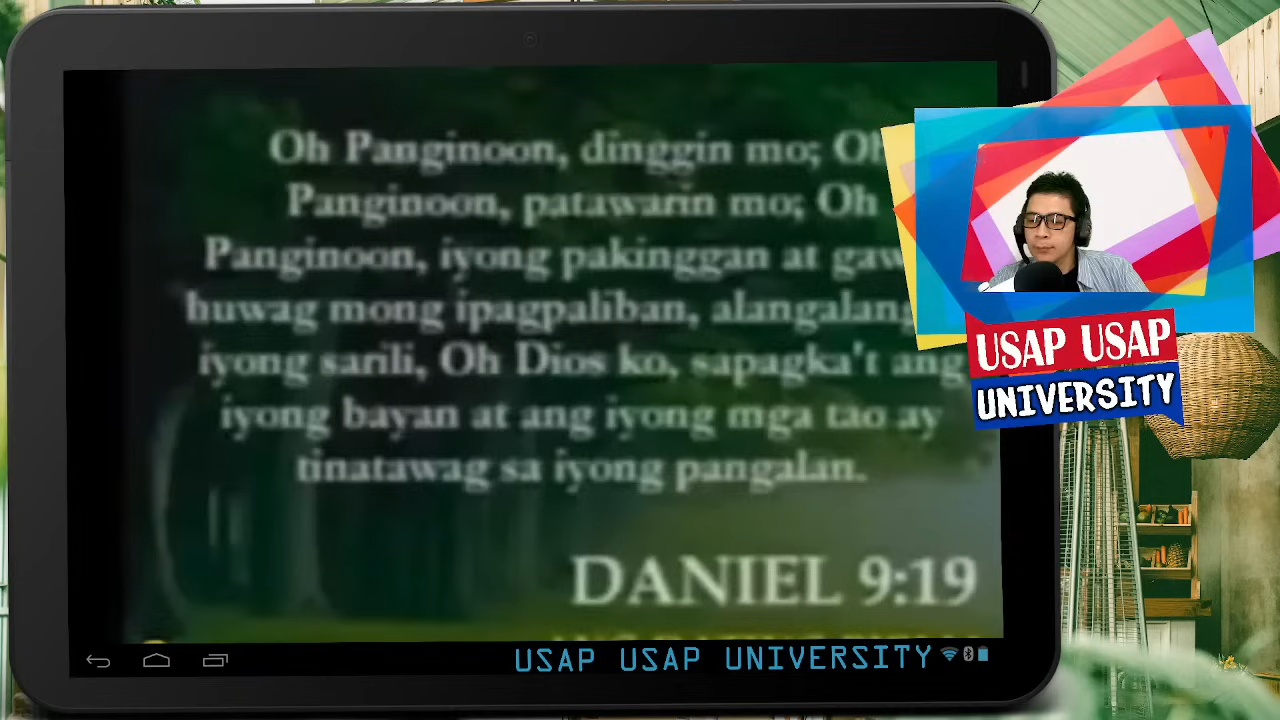 Oh Panginoon, dinggin mo; Oh
Panginoon, patawarin mo; Oh
Panginoon, iyong pakinggan at
huwag mong ipagpaliban,
iyong sarili, Oh Dios ko, sapagka't ang
iyong bayan at ang iyong mga tao ay
tinatawag sa iyong pangalan.
DANIEL 9:19
USAP USAP UNIVERSITY
USAP USAP
UNIVERSITY